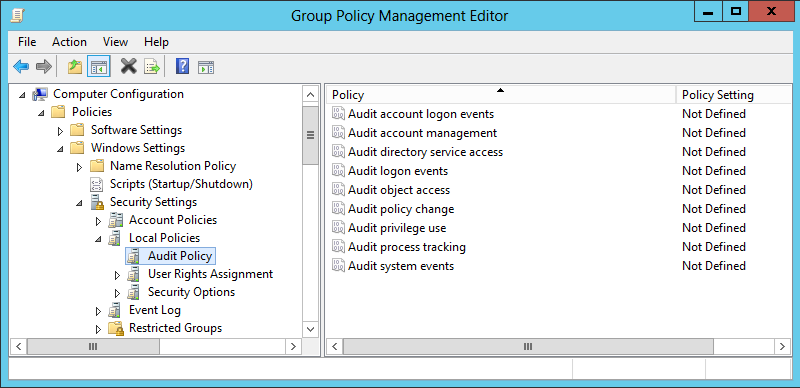 Group Policy Management Editor
File Action View Help
Computer Configuration
Policies
Software Settings
Windows Settings
Name Resolution Policy
Scripts (Startup/Shutdown)
Security Settings
Account Policies
Local Policies
Audit Policy
User Rights Assignment
Security Options
Event Log
Restricted Groups
Policy Policy Setting
Audit account logon events Not Defined
Audit account management Not Defined
Audit directory service access Not Defined
Audit logon events Not Defined
Audit object access Not Defined
Audit policy change Not Defined
Audit privilege use Not Defined
Audit process tracking Not Defined
Audit system events Not Defined